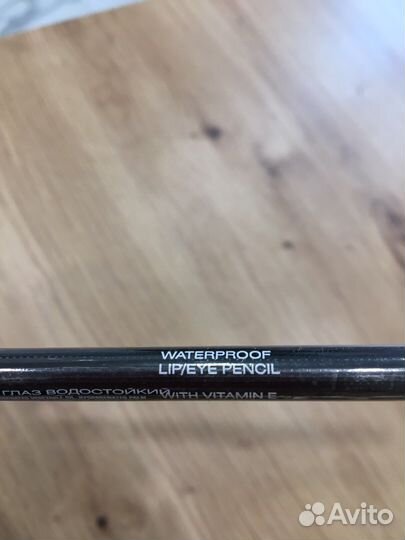 WATERPROOF
LIP/EYE PENCIL
ГЛАЗ ВОДОСТОЙКИЙ
WITH VITAMIN E
Avito